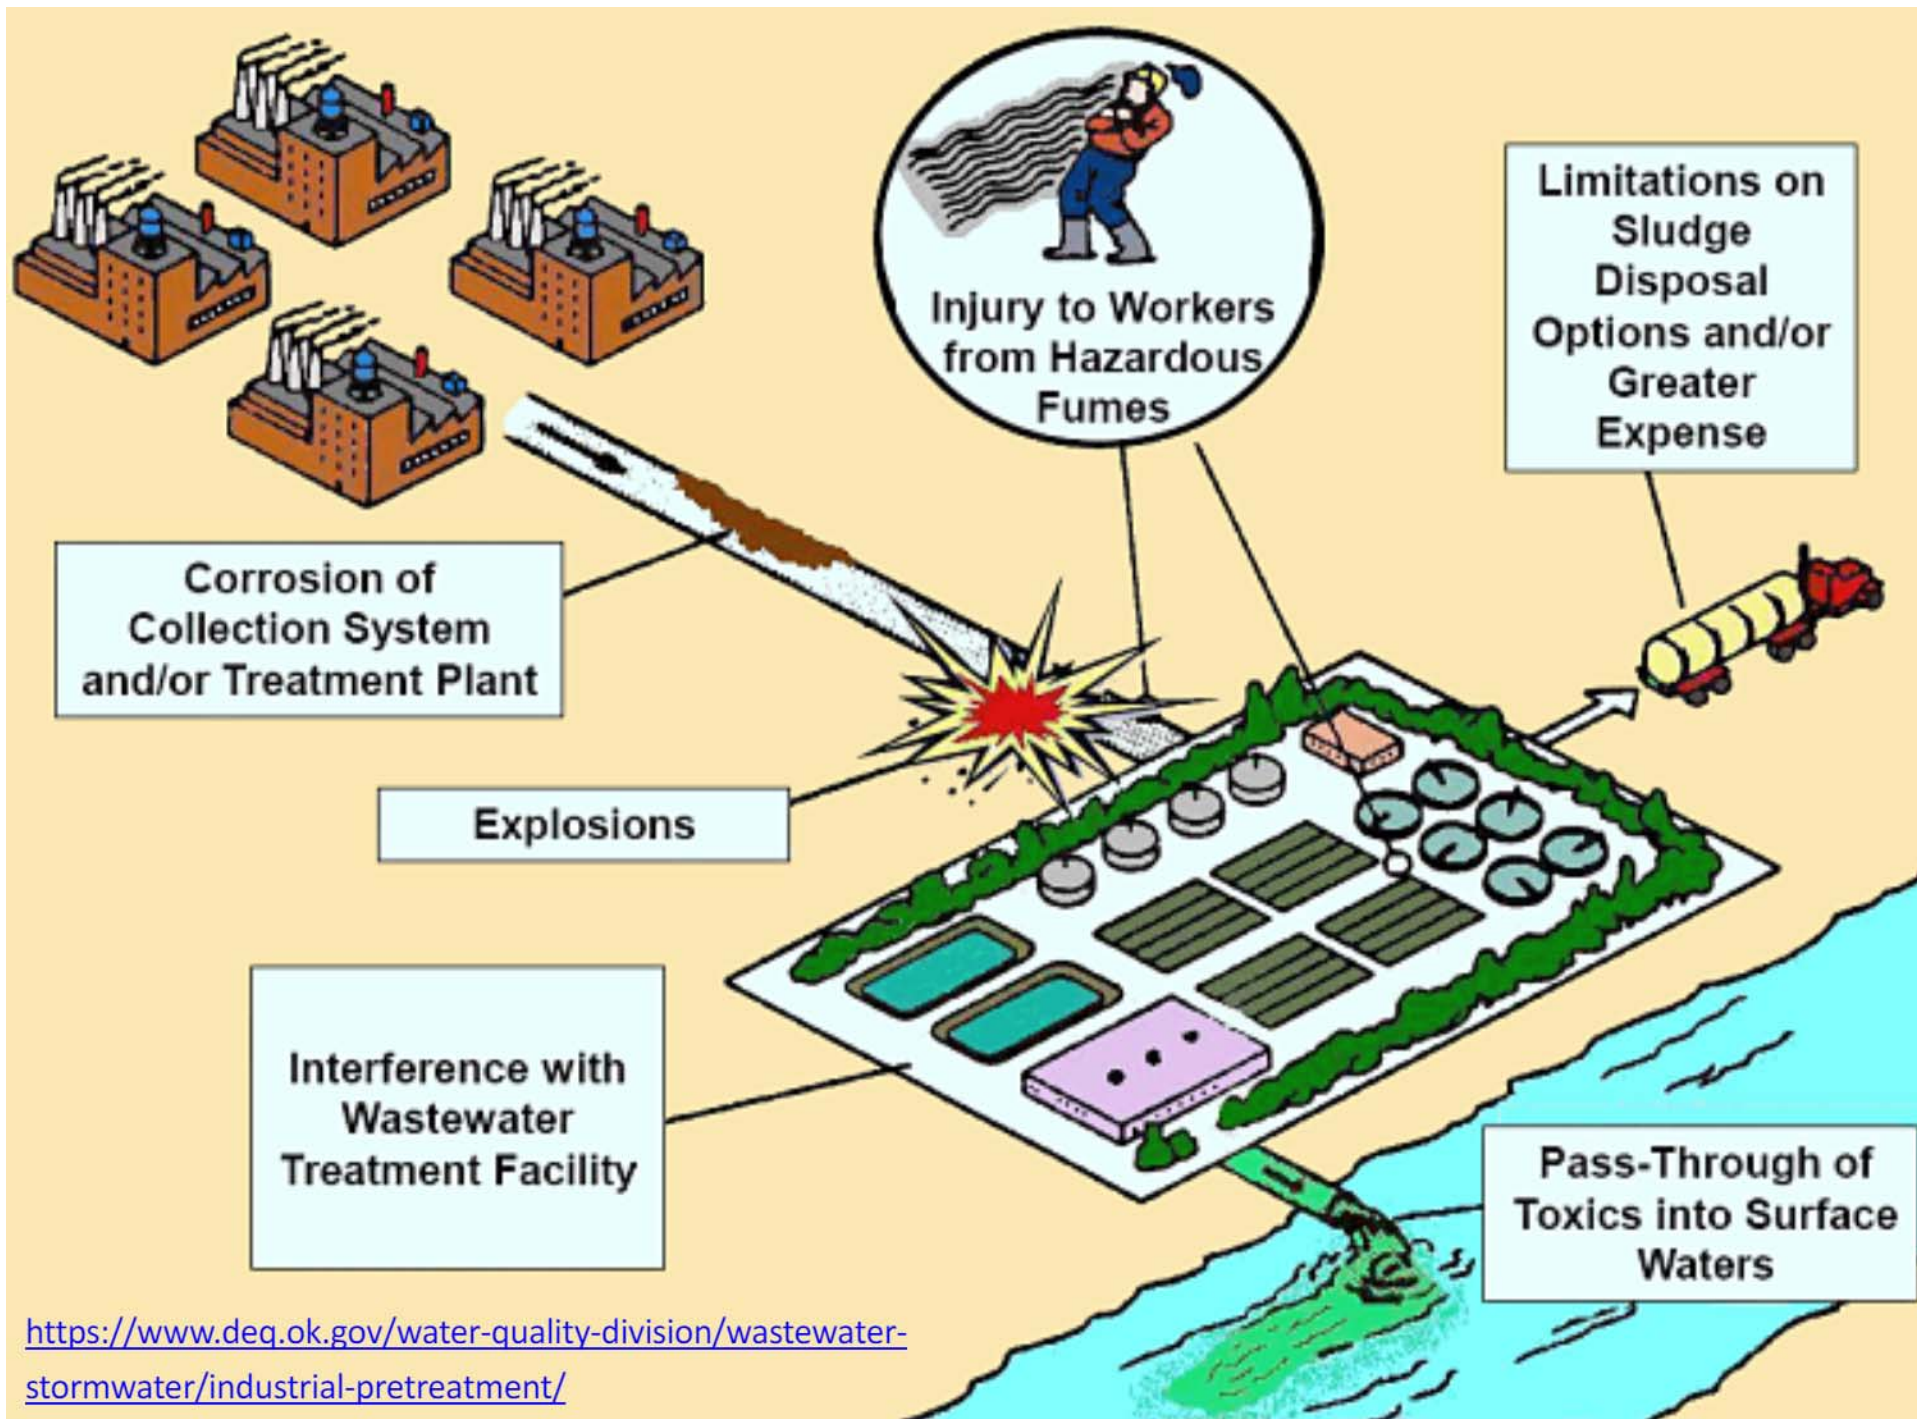 Injury to Workers
from Hazardous
Fumes
Limitations on
Sludge
Disposal
Options and/or
Greater
Expense
Corrosion of
Collection System
and/or Treatment Plant
Explosions
Interference with
Wastewater
Treatment Facility
Pass-Through of
Toxics into Surface
Waters
https://www.deq.ok.gov/water-quality-division/wastewater-
stormwater/industrial-pretreatment/